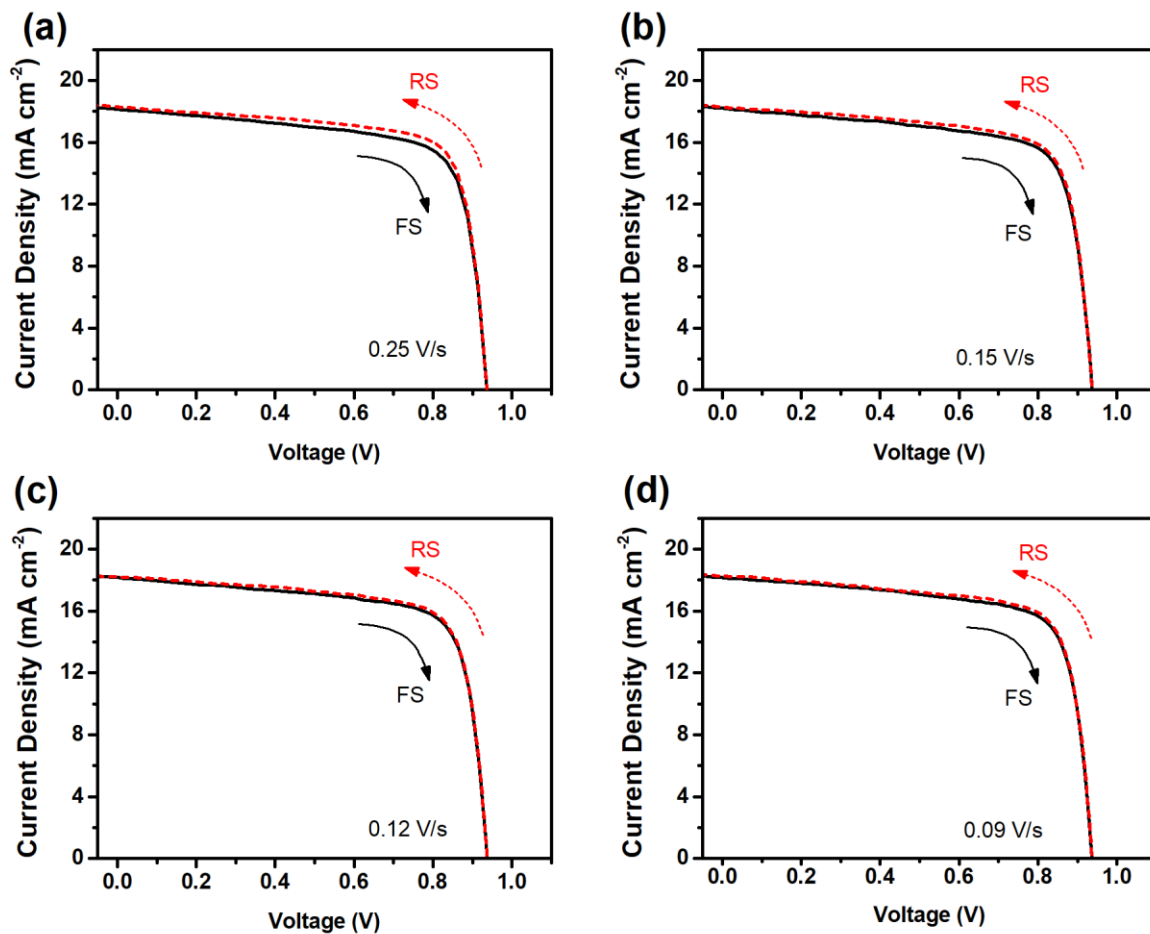 (a)
Current Density (mA cm⁻²)
20
16
12
8
4
0
RS
FS
0.25 V/s
0.0 0.2 0.4 0.6 0.8 1.0
Voltage (V)
(b)
Current Density (mA cm⁻²)
20
16
12
8
4
0
RS
FS
0.15 V/s
0.0 0.2 0.4 0.6 0.8 1.0
Voltage (V)
(c)
Current Density (mA cm⁻²)
20
16
12
8
4
0
RS
FS
0.12 V/s
0.0 0.2 0.4 0.6 0.8 1.0
Voltage (V)
(d)
Current Density (mA cm⁻²)
20
16
12
8
4
0
RS
FS
0.09 V/s
0.0 0.2 0.4 0.6 0.8 1.0
Voltage (V)